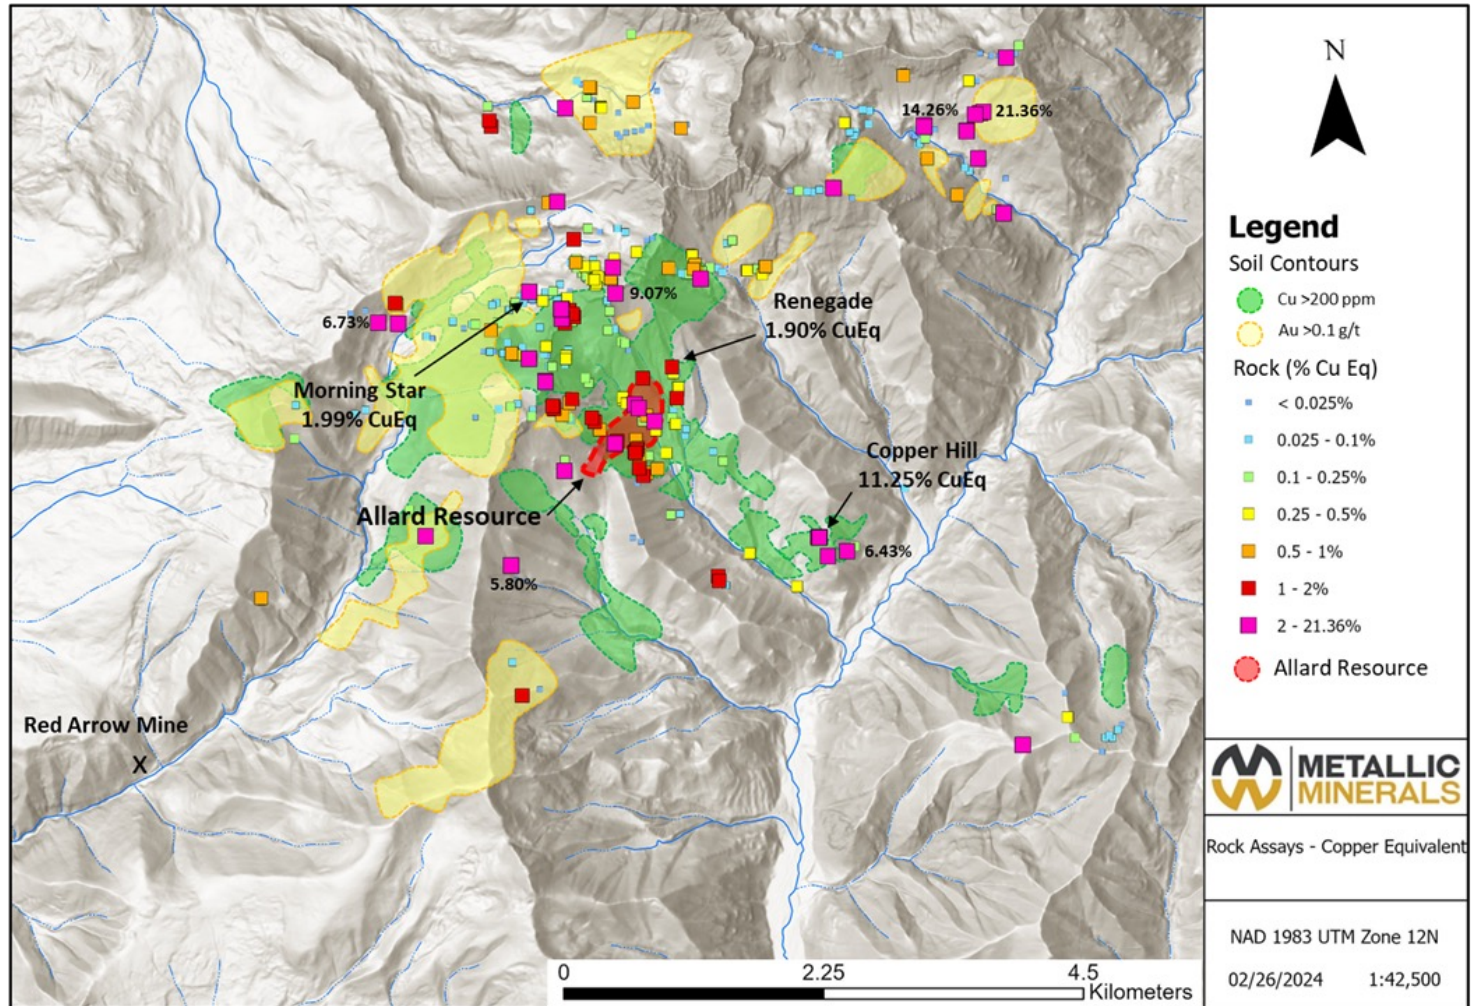 14.26%
21.36%
9.07%
Renegade
1.90% CuEq
6.73%
Morning Star
1.99% CuEq
Copper Hill
11.25% CuEq
Allard Resource
6.43%
5.80%
Red Arrow Mine
X
0 2.25 4.5
Kilometers
N
Legend
Soil Contours
Cu >200 ppm
Au >0.1 g/t
Rock (% Cu Eq)
< 0.025%
0.025 - 0.1%
0.1 - 0.25%
0.25 - 0.5%
0.5 - 1%
1 - 2%
2 - 21.36%
Allard Resource
METALLIC
MINERALS
Rock Assays - Copper Equivalent
NAD 1983 UTM Zone 12N
02/26/2024 1:42,500